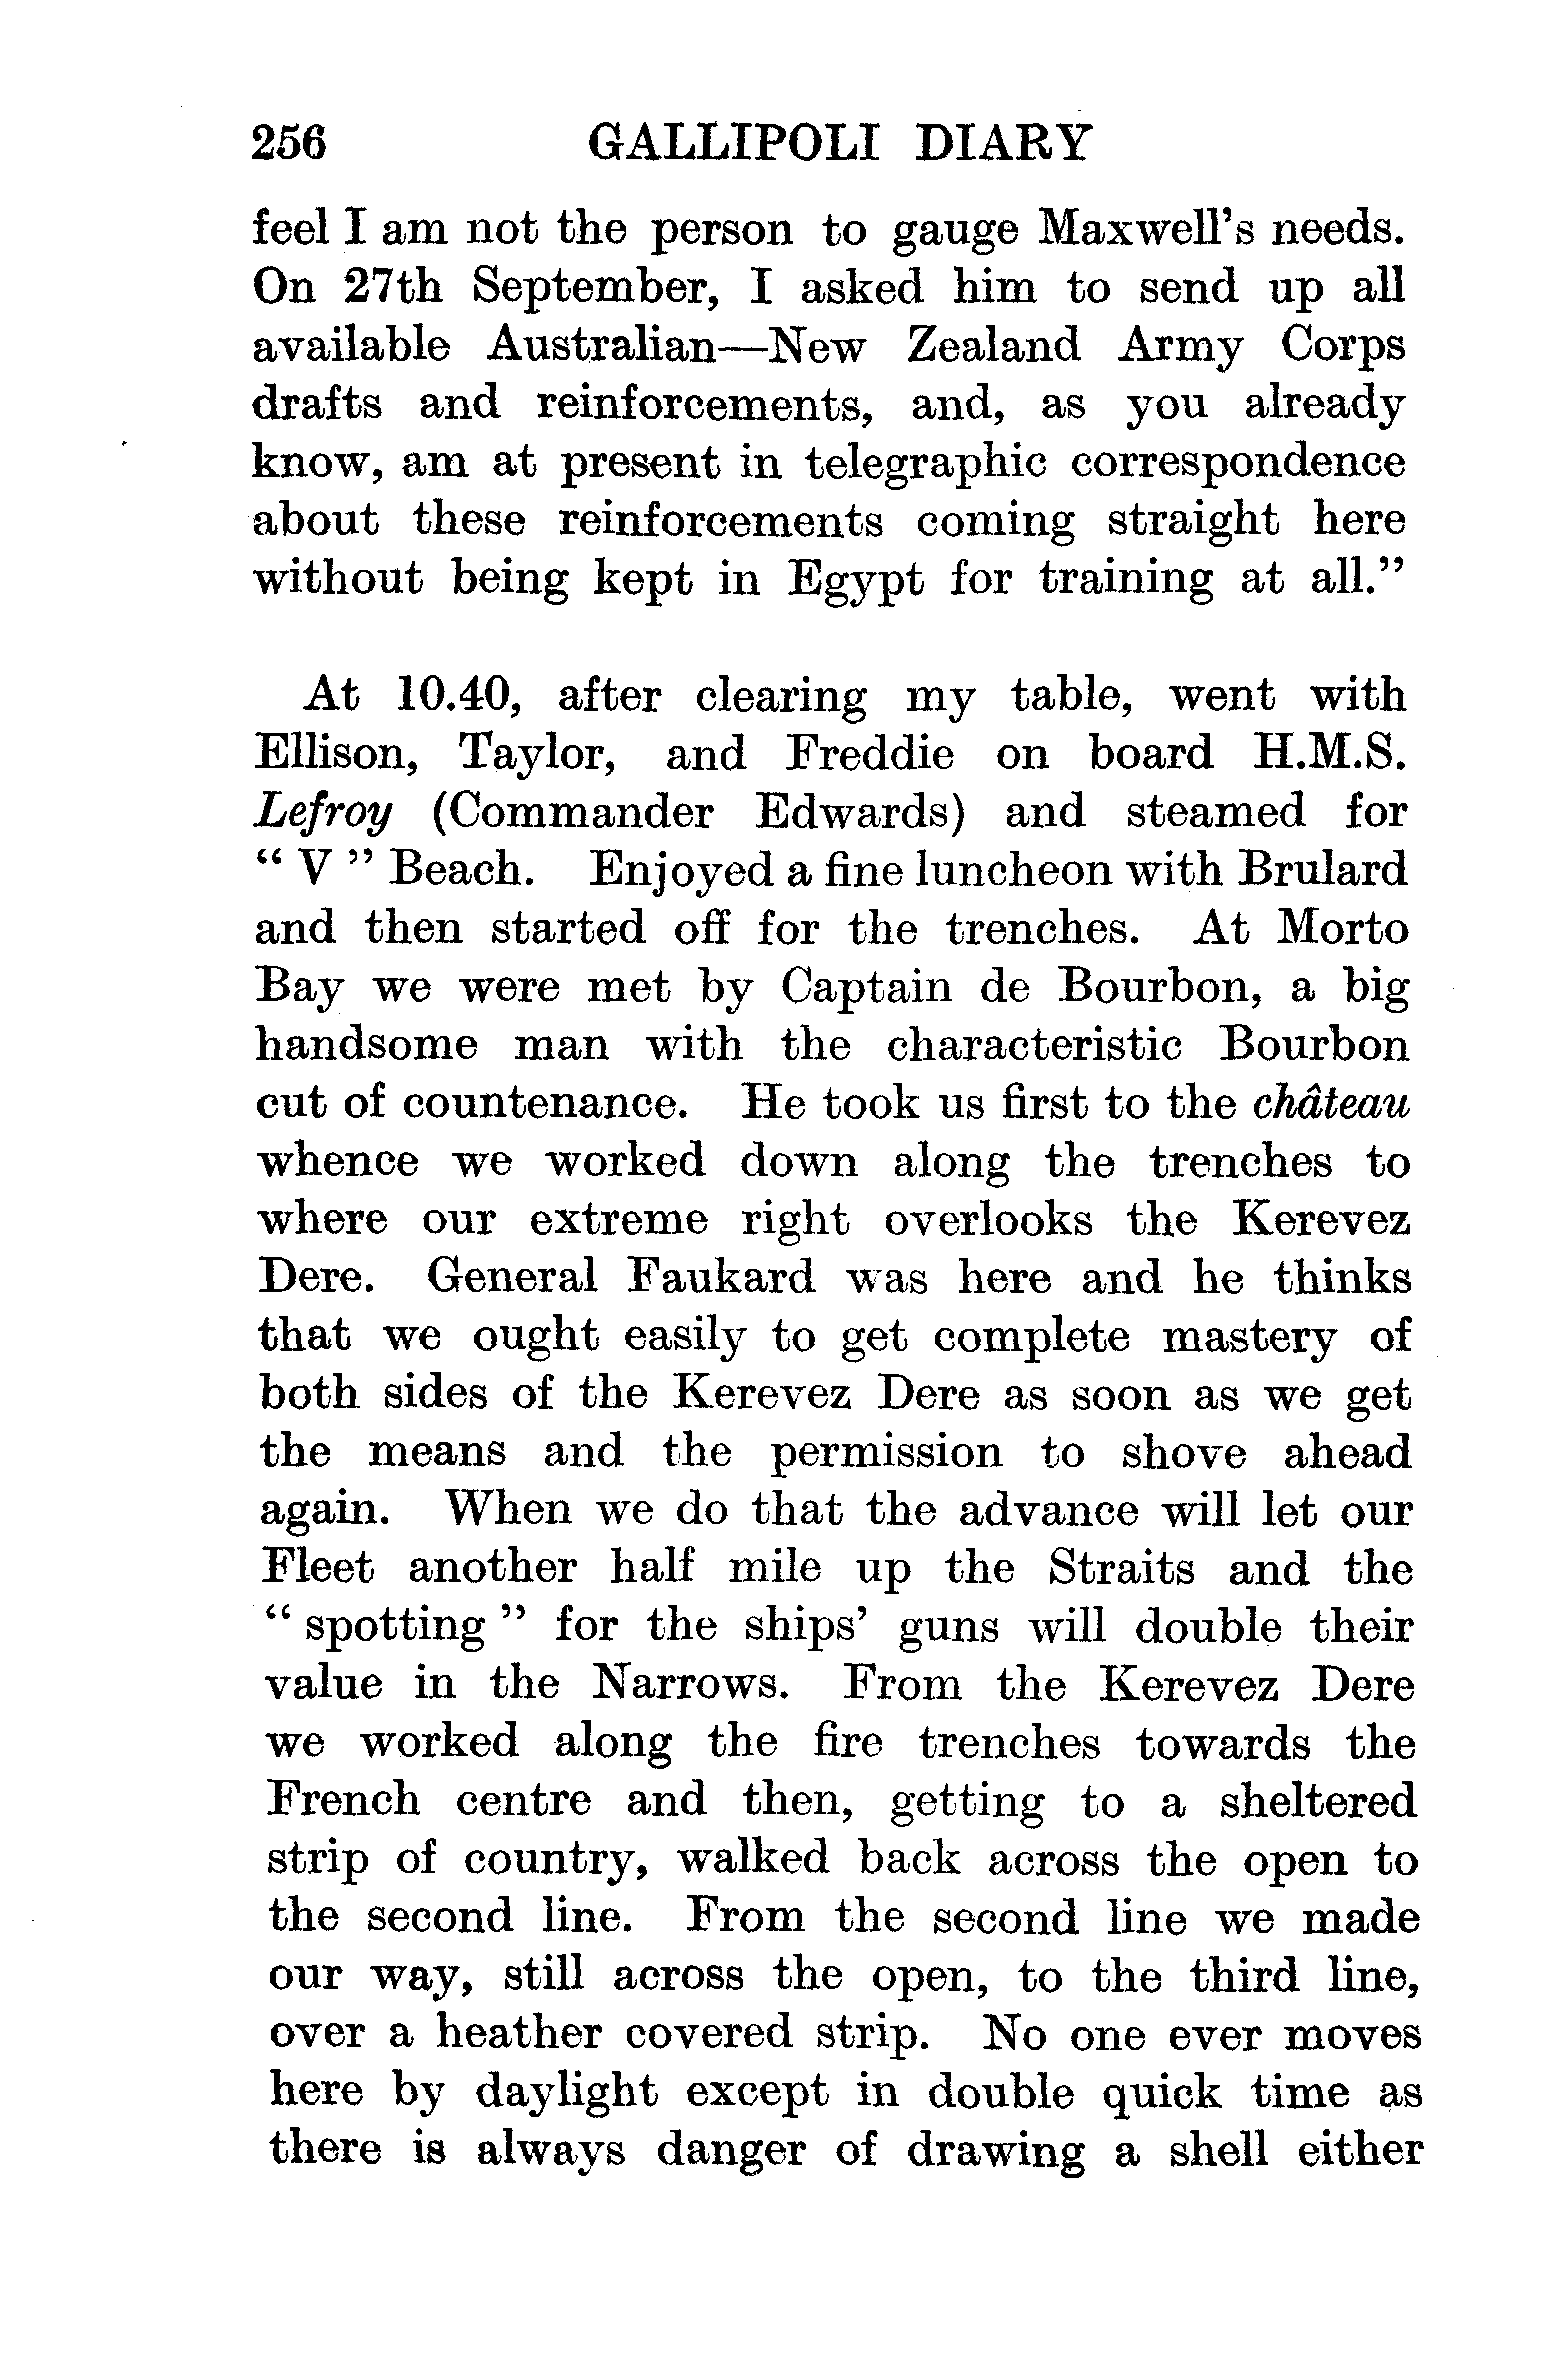 256 GALLIPOLI DIARY
feel I am not the person to gauge Maxwell's needs.
On 27th September, I asked him to send up all
available Australian—New Zealand Army Corps
drafts and reinforcements, and, as you already
know, am at present in telegraphic correspondence
about these reinforcements coming straight here
without being kept in Egypt for training at all."
At 10.40, after clearing my table, went with
Ellison, Taylor, and Freddie on board H.M.S.
Lefroy (Commander Edwards) and steamed for
" V " Beach. Enjoyed a fine luncheon with Brulard
and then started off for the trenches. At Morto
Bay we were met by Captain de Bourbon, a big
handsome man with the characteristic Bourbon
cut of countenance. He took us first to the château
whence we worked down along the trenches to
where our extreme right overlooks the Kerevez
Dere. General Faukard was here and he thinks
that we ought easily to get complete mastery of
both sides of the Kerevez Dere as soon as we get
the means and the permission to shove ahead
again. When we do that the advance will let our
Fleet another half mile up the Straits and the
" spotting " for the ships' guns will double their
value in the Narrows. From the Kerevez Dere
we worked along the fire trenches towards the
French centre and then, getting to a sheltered
strip of country, walked back across the open to
the second line. From the second line we made
our way, still across the open, to the third line,
over a heather covered strip. No one ever moves
here by daylight except in double quick time as
there is always danger of drawing a shell either